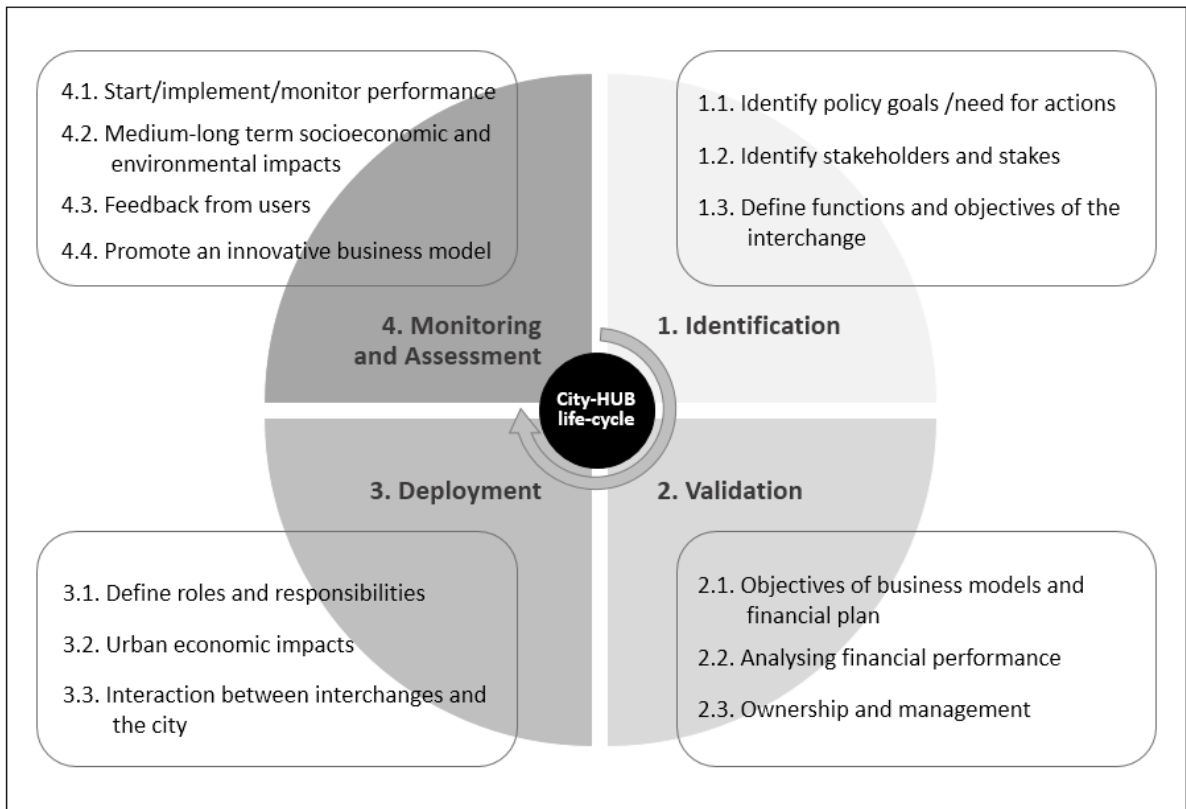 4.1. Start/implement/monitor performance
4.2. Medium-long term socioeconomic and
environmental impacts
4.3. Feedback from users
4.4. Promote an innovative business model
1.1. Identify policy goals /need for actions
1.2. Identify stakeholders and stakes
1.3. Define functions and objectives of the
interchange
4. Monitoring
and Assessment
1. Identification
City-HUB
life-cycle
3. Deployment
2. Validation
3.1. Define roles and responsibilities
3.2. Urban economic impacts
3.3. Interaction between interchanges and
the city
2.1. Objectives of business models and
financial plan
2.2. Analysing financial performance
2.3. Ownership and management